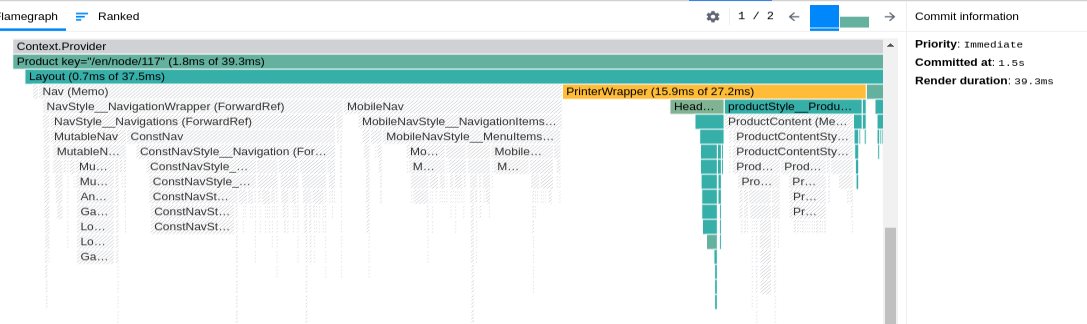 Flamegraph Ranked 1 / 2 Commit information
Context.Provider
Priority: Immediate
Product key="/en/node/117" (1.8ms of 39.3ms)
Committed at: 1.5s
Layout (0.7ms of 37.5ms)
Render duration: 39.3ms
Nav (Memo) PrinterWrapper (15.9ms of 27.2ms)
NavStyle__NavigationWrapper (ForwardRef) MobileNav Head… productStyle__Produ…
NavStyle__Navigations (ForwardRef) MobileNavStyle__NavigationItems… ProductContent (Me…
MutableNav ConstNav MobileNavStyle__MenuItems… ProductContentSty…
MutableN… ConstNavStyle__Navigation (For… Mo… Mobile… ProductContentSty…
Mu… ConstNavStyle_… M… M… Prod… Prod…
Mu… ConstNavStyle_… Pro… Pr…
An… ConstNavSt… Pr…
Ga… ConstNavSt… Pr…
Lo… ConstNavSt…
Lo…
Ga…